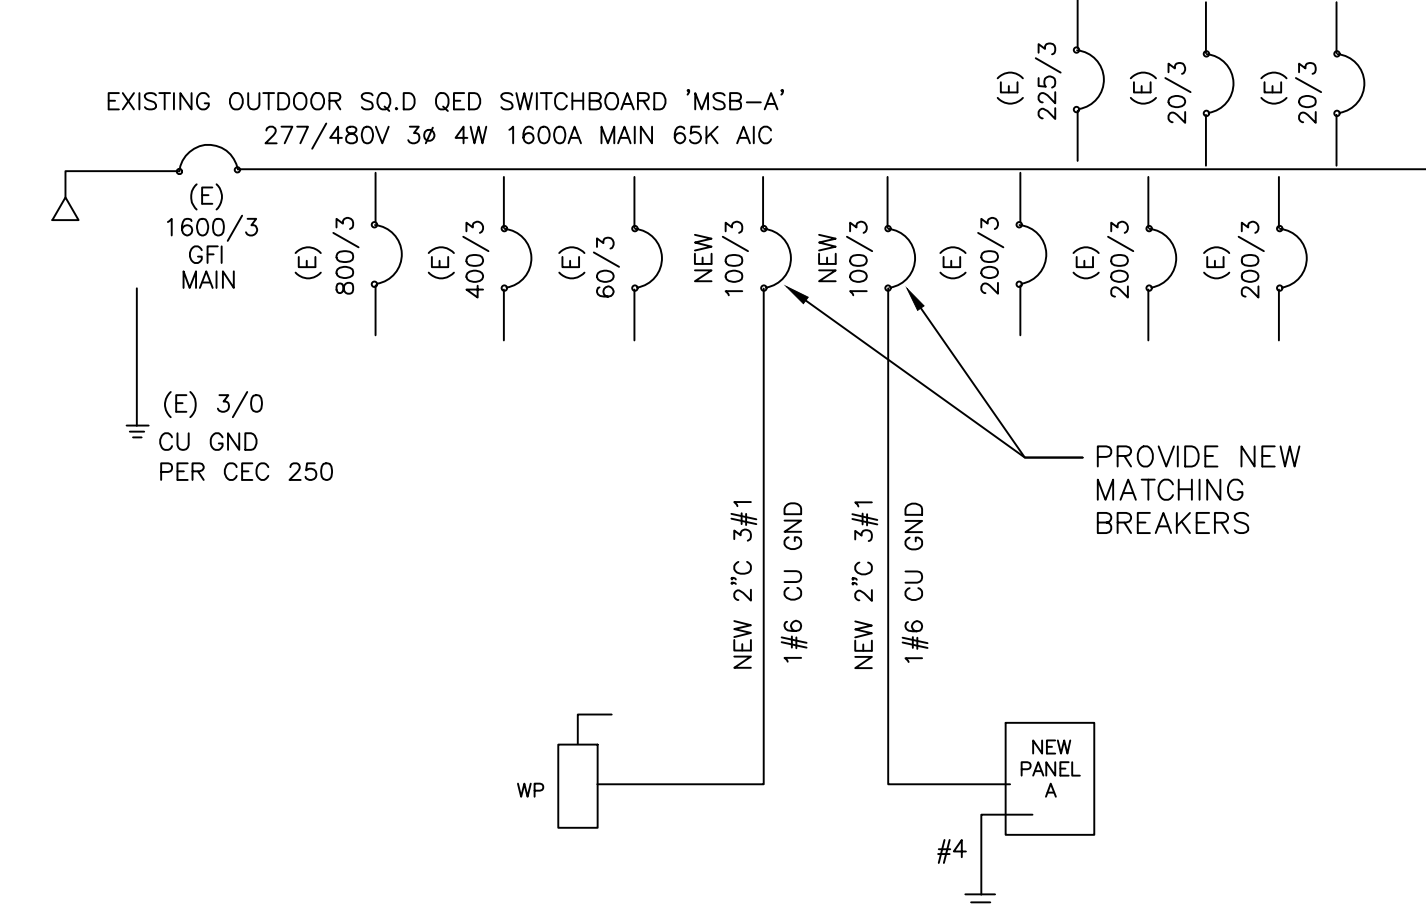 EXISTING OUTDOOR SQ.D QED SWITCHBOARD 'MSB-A'
277/480V 3ø 4W 1600A MAIN 65K AIC
(E)
225/3
(E)
20/3
(E)
20/3
(E)
1600/3
GFI
MAIN
(E)
800/3
(E)
400/3
(E)
60/3
NEW
100/3
NEW
100/3
(E)
200/3
(E)
200/3
(E)
200/3
(E) 3/0
CU GND
PER CEC 250
PROVIDE NEW
MATCHING
BREAKERS
NEW 2"C 3#1
1#6 CU GND
NEW 2"C 3#1
1#6 CU GND
WP
NEW
PANEL
A
#4